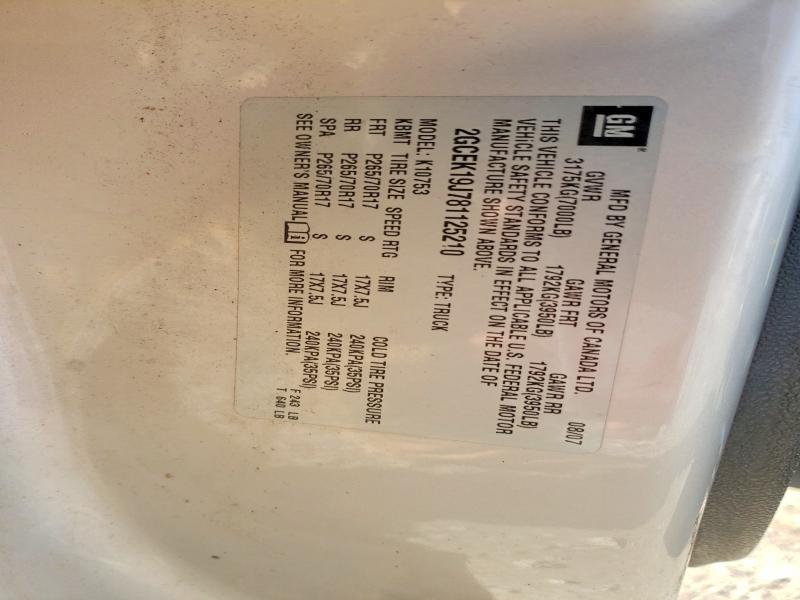 GM
MFD BY GENERAL MOTORS OF CANADA LTD. 08/07
GVWR GAWR FRT GAWR RR
3175KG(7000LB) 1792KG(3950LB) 1792KG(3950LB)
THIS VEHICLE CONFORMS TO ALL APPLICABLE U.S. FEDERAL MOTOR
VEHICLE SAFETY STANDARDS IN EFFECT ON THE DATE OF
MANUFACTURE SHOWN ABOVE.
2GCEK19J781125210 TYPE: TRUCK
MODEL: K10753
KBMT TIRE SIZE SPEED RTG RIM COLD TIRE PRESSURE
FRT P265/70R17 S 17X7.5J 240KPA(35PSI)
RR P265/70R17 S 17X7.5J 240KPA(35PSI)
SPA P265/70R17 S 17X7.5J 240KPA(35PSI)
SEE OWNER'S MANUAL i FOR MORE INFORMATION.
F 243 LB
T 640 LB